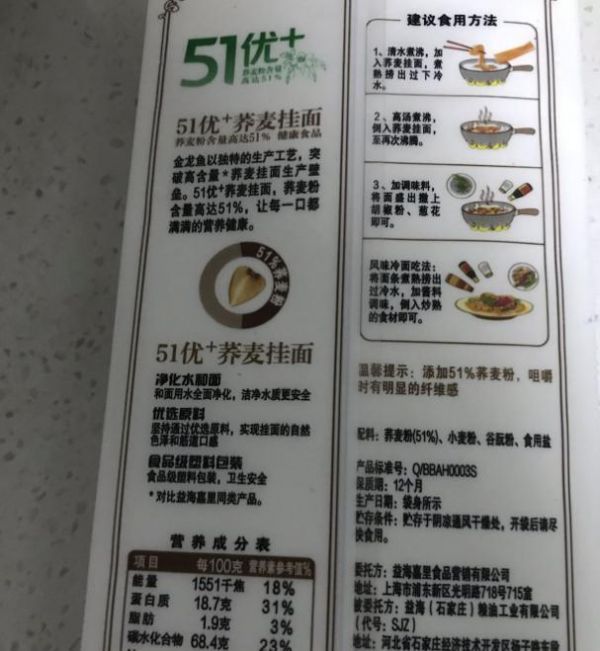 51优+
荞麦粉含量
高达51%
51优+荞麦挂面
荞麦粉含量高达51% 健康食品
金龙鱼以独特的生产工艺，突
破高含量*荞麦挂面生产壁
垒。51优+荞麦挂面，荞麦粉
含量高达51%，让每一口都
满满的营养健康。
51%荞麦粉
51优+荞麦挂面
净化水和面
和面用水全面净化，洁净水质更安全
优选原料
坚持通过优选原料，实现挂面的自然
色泽和筋道口感
食品级塑料包装
食品级塑料包装，卫生安全
*对比益海嘉里同类产品。
营养成分表
项目 每100克 营养素参考值%
能量 1551千焦 18%
蛋白质 18.7克 31%
脂肪 1.9克 3%
碳水化合物 68.4克 23%
建议食用方法
1、清水煮沸，加
入荞麦挂面，煮
熟捞出过下冷
水。
2、高汤煮沸，
倒入荞麦挂面，
至再次沸腾。
3、加调味料，
将面盛出撒上
胡椒粉、葱花
即可。
风味冷面吃法：
将面条煮熟捞出
过冷水，加酱料
调味，倒入炒熟
的食材即可。
温馨提示：添加51%荞麦粉，咀嚼
时有明显的纤维感
配料：荞麦粉(51%)、小麦粉、谷朊粉、食用盐
产品标准号：Q/BBAH0003S
保质期：12个月
生产日期：袋身所示
贮存条件：贮存于阴凉通风干燥处，开袋后请尽
快食用。
委托方：益海嘉里食品营销有限公司
地址：上海市浦东新区光明路718号715室
被委托方：益海（石家庄）粮油工业有限公司
（代号：SJZ）
地址：河北省石家庄经济技术开发区扬子路东段